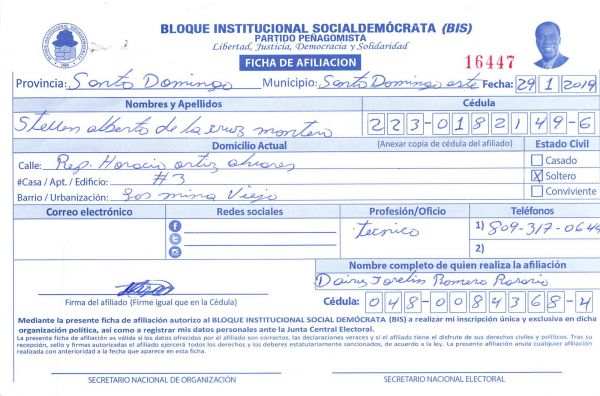 BLOQUE INSTITUCIONAL SOCIALDEMÓCRATA (BIS)
PARTIDO PEÑAGOMISTA
Libertad, Justicia, Democracia y Solidaridad
FICHA DE AFILIACION
16447
Provincia: Santo Domingo Municipio: Santo Domingo este Fecha: 29 1 2019
Nombres y Apellidos Cédula
alberto de la cruz montero 223-0182149-6
Domicilio Actual (Anexar copia de cédula del afiliado) Estado Civil
Calle: Rep. Horacio ortiz alvares Casado
#Casa / Apt. / Edificio: #3 X Soltero
Barrio / Urbanización: Los mina Viejo Conviviente
Correo electrónico Redes sociales Profesión/Oficio Teléfonos
tecnico 1) 809-317-0644
2)
Nombre completo de quien realiza la afiliación
Romero Rosario
Firma del afiliado (Firme igual que en la Cédula) Cédula: 048-0084368-4
Mediante la presente ficha de afiliación autorizo al BLOQUE INSTITUCIONAL SOCIAL DEMÓCRATA (BIS) a realizar mi inscripción única y exclusiva en dicha
organización política, así como a registrar mis datos personales ante la Junta Central Electoral.
La presente ficha de afiliación es válida si los datos ofrecidos por el afiliado son correctos, las declaraciones veraces y si el afiliado tiene el disfrute de sus derechos civiles y políticos. Tras su
recepción, sello y firmas autorizadas el afiliado ejercerá todos los derechos y los deberes estatutariamente sancionados, de acuerdo a la ley. La presente afiliación anula cualquier afiliación
realizada con anterioridad a la fecha que aparece en esta ficha.
SECRETARIO NACIONAL DE ORGANIZACIÓN SECRETARIO NACIONAL ELECTORAL